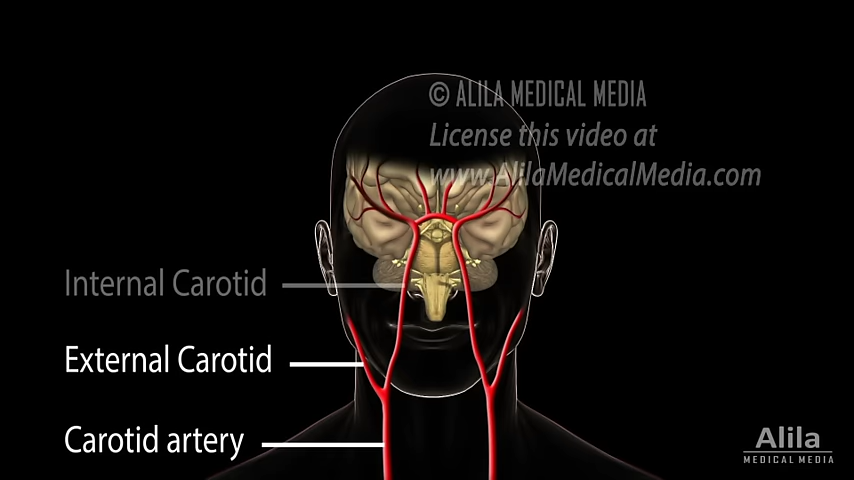 © ALILA MEDICAL MEDIA
License this video at
www.AlilaMedicalMedia.com
Internal Carotid
External Carotid
Carotid artery
Alila
MEDICAL MEDIA